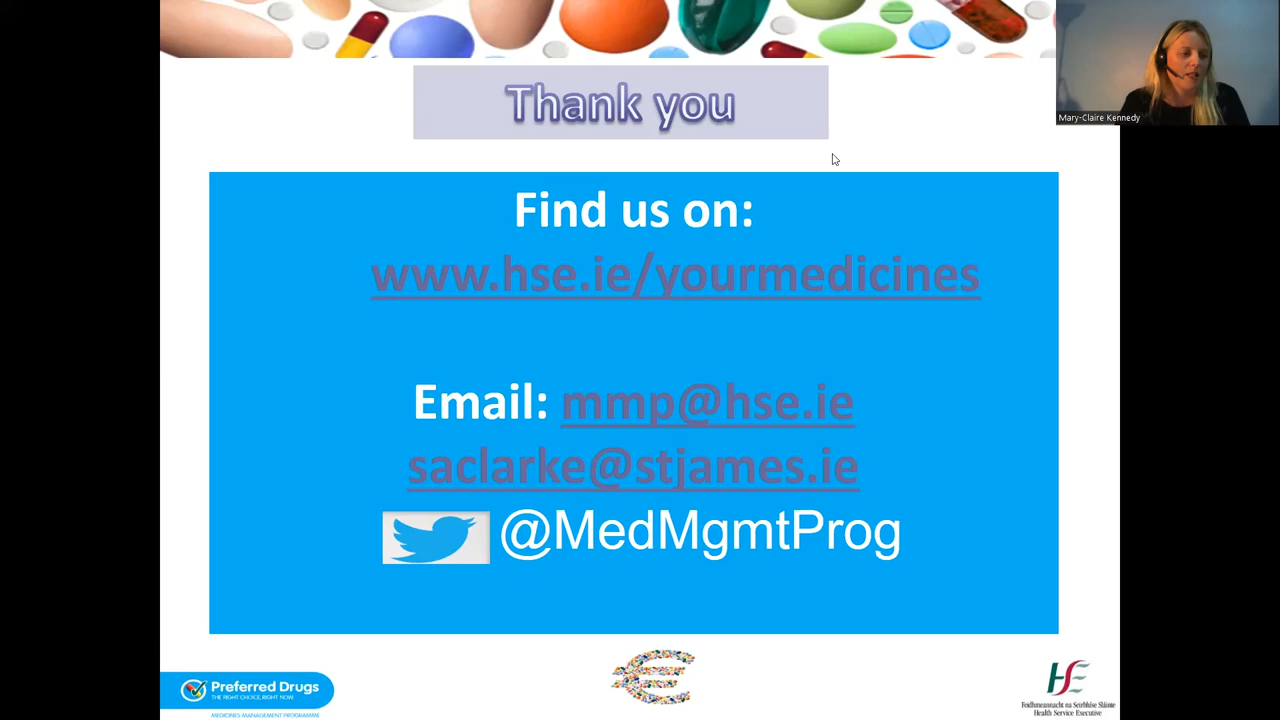 Thank you
Mary-Claire Kennedy
Find us on:
www.hse.ie/yourmedicines
Email: mmp@hse.ie
saclarke@stjames.ie
@MedMgmtProg
Preferred Drugs
THE RIGHT CHOICE, RIGHT NOW
MEDICINES MANAGEMENT PROGRAMME
Feidhmeannacht na Seirbhíse Sláinte
Health Service Executive